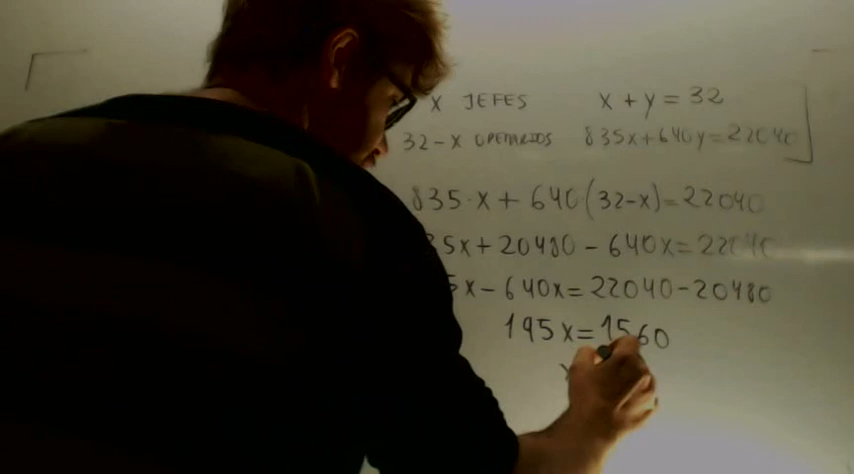 X JEFES x + y = 32
32-X OPERARIOS 835x+640y=22040
835·x + 640·(32-x)=22040
5x + 20480 - 640x = 22040
x - 640x = 22040-20480
195x=1560